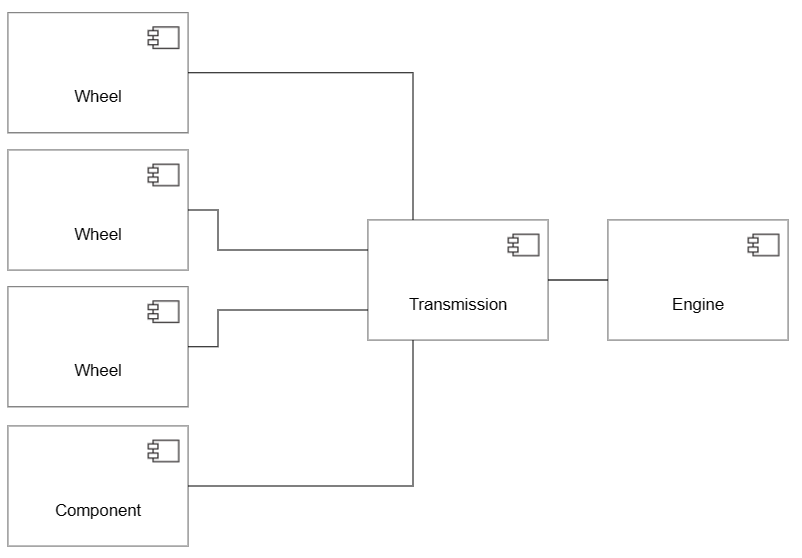 Wheel
Wheel
Wheel
Transmission
Engine
Component